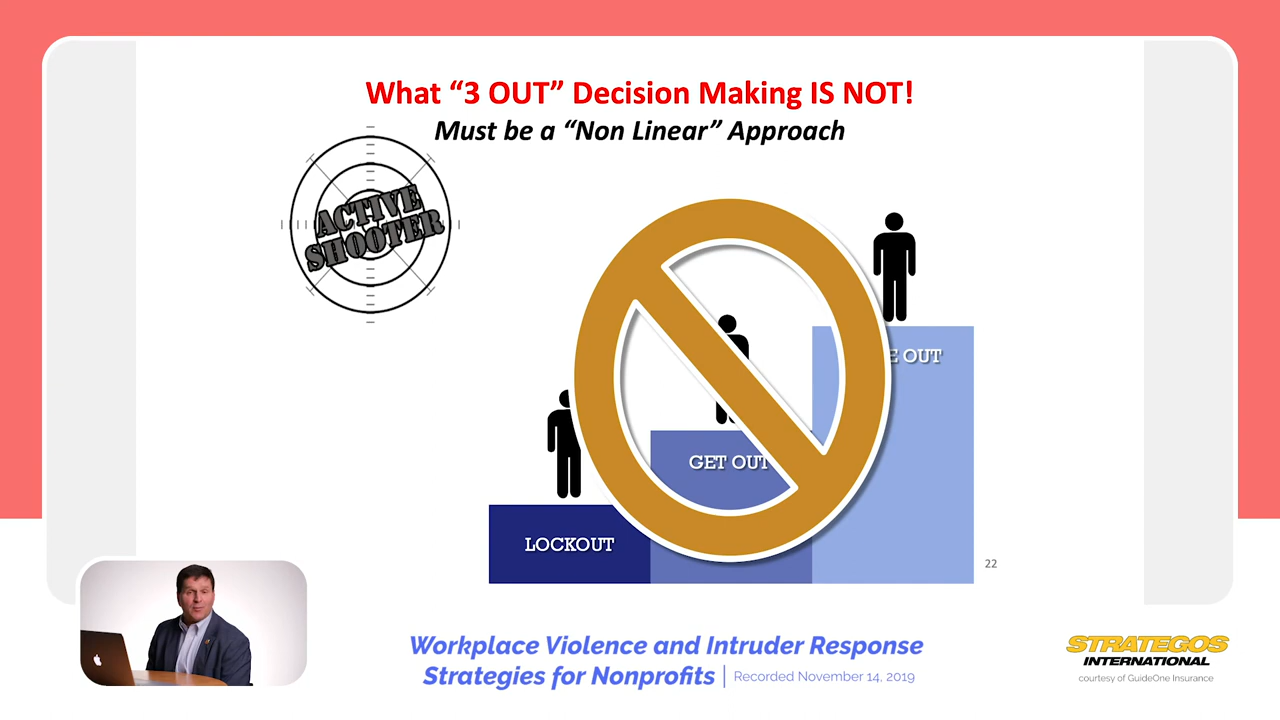 What “3 OUT” Decision Making IS NOT!
Must be a “Non Linear” Approach
ACTIVE
SHOOTER
E OUT
GET OUT
LOCKOUT
22
Workplace Violence and Intruder Response
Strategies for Nonprofits | Recorded November 14, 2019
STRATEGOS
INTERNATIONAL
courtesy of GuideOne Insurance